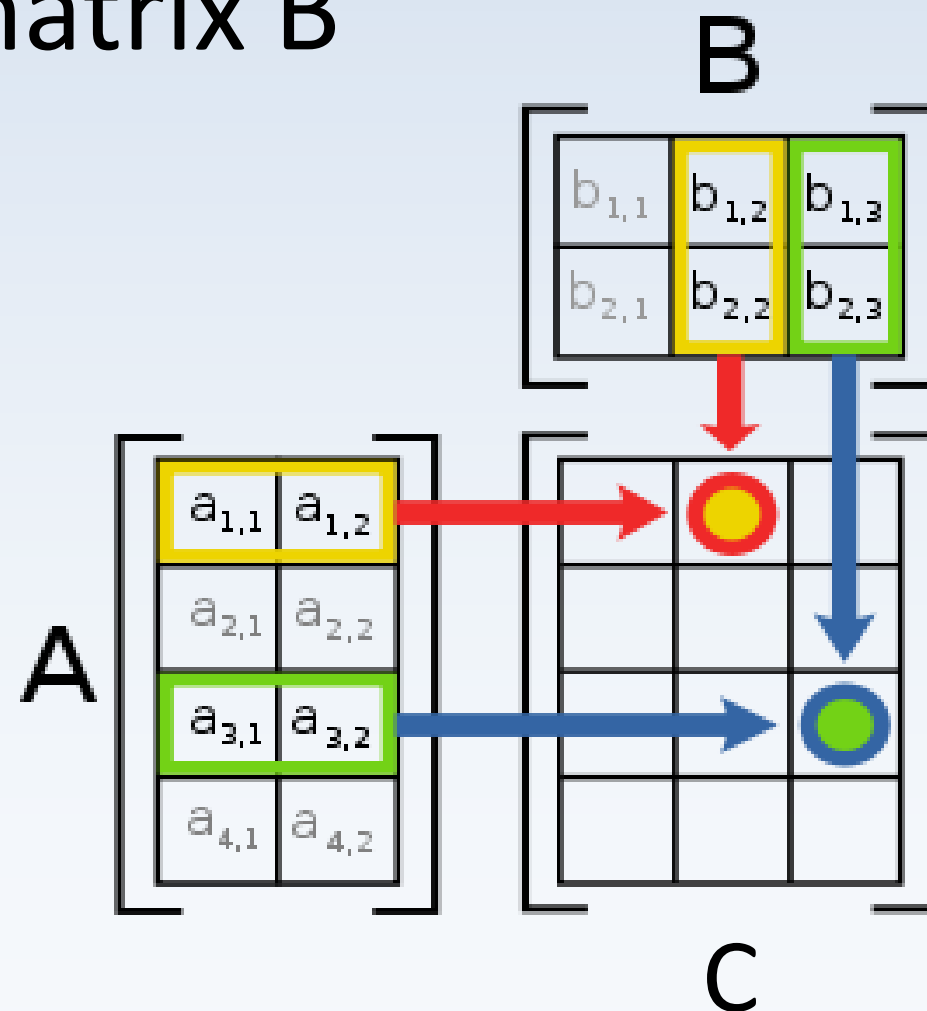 matrix B
B
b1,1 b1,2 b1,3
b2,1 b2,2 b2,3
A
a1,1 a1,2
a2,1 a2,2
a3,1 a3,2
a4,1 a4,2
C